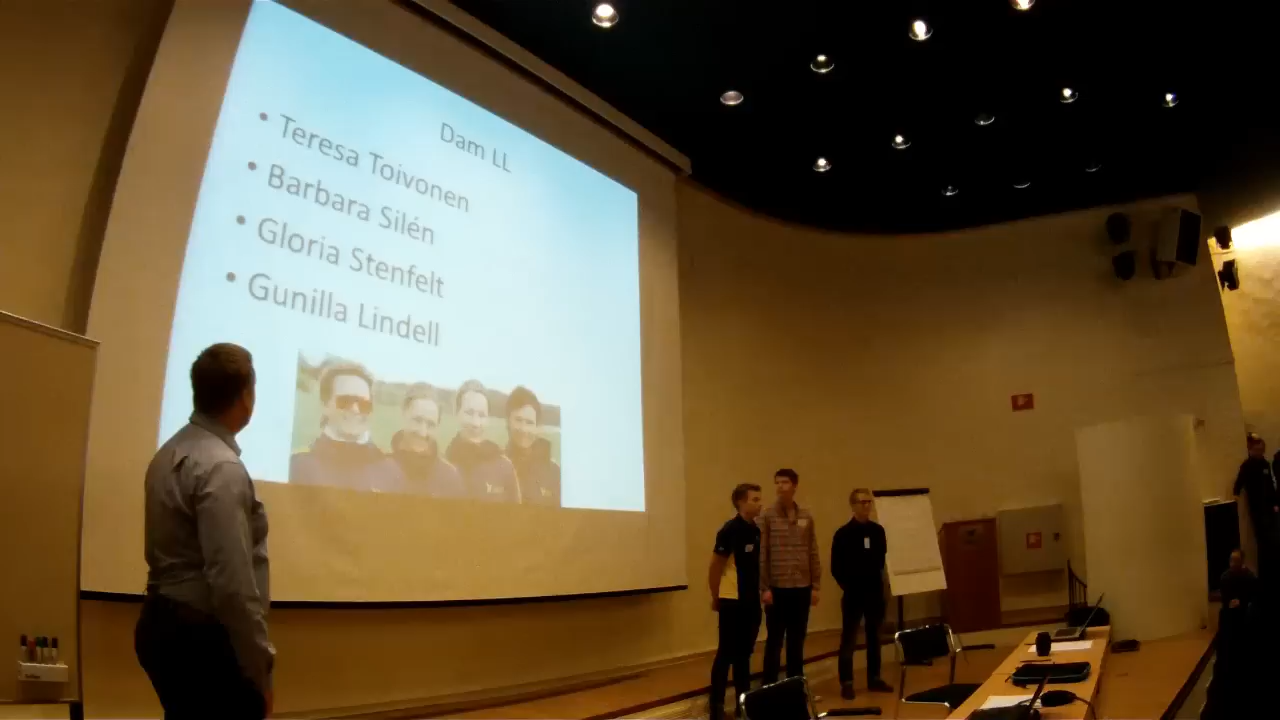 Dam LL
• Teresa Toivonen
• Barbara Silén
• Gloria Stenfelt
• Gunilla Lindell